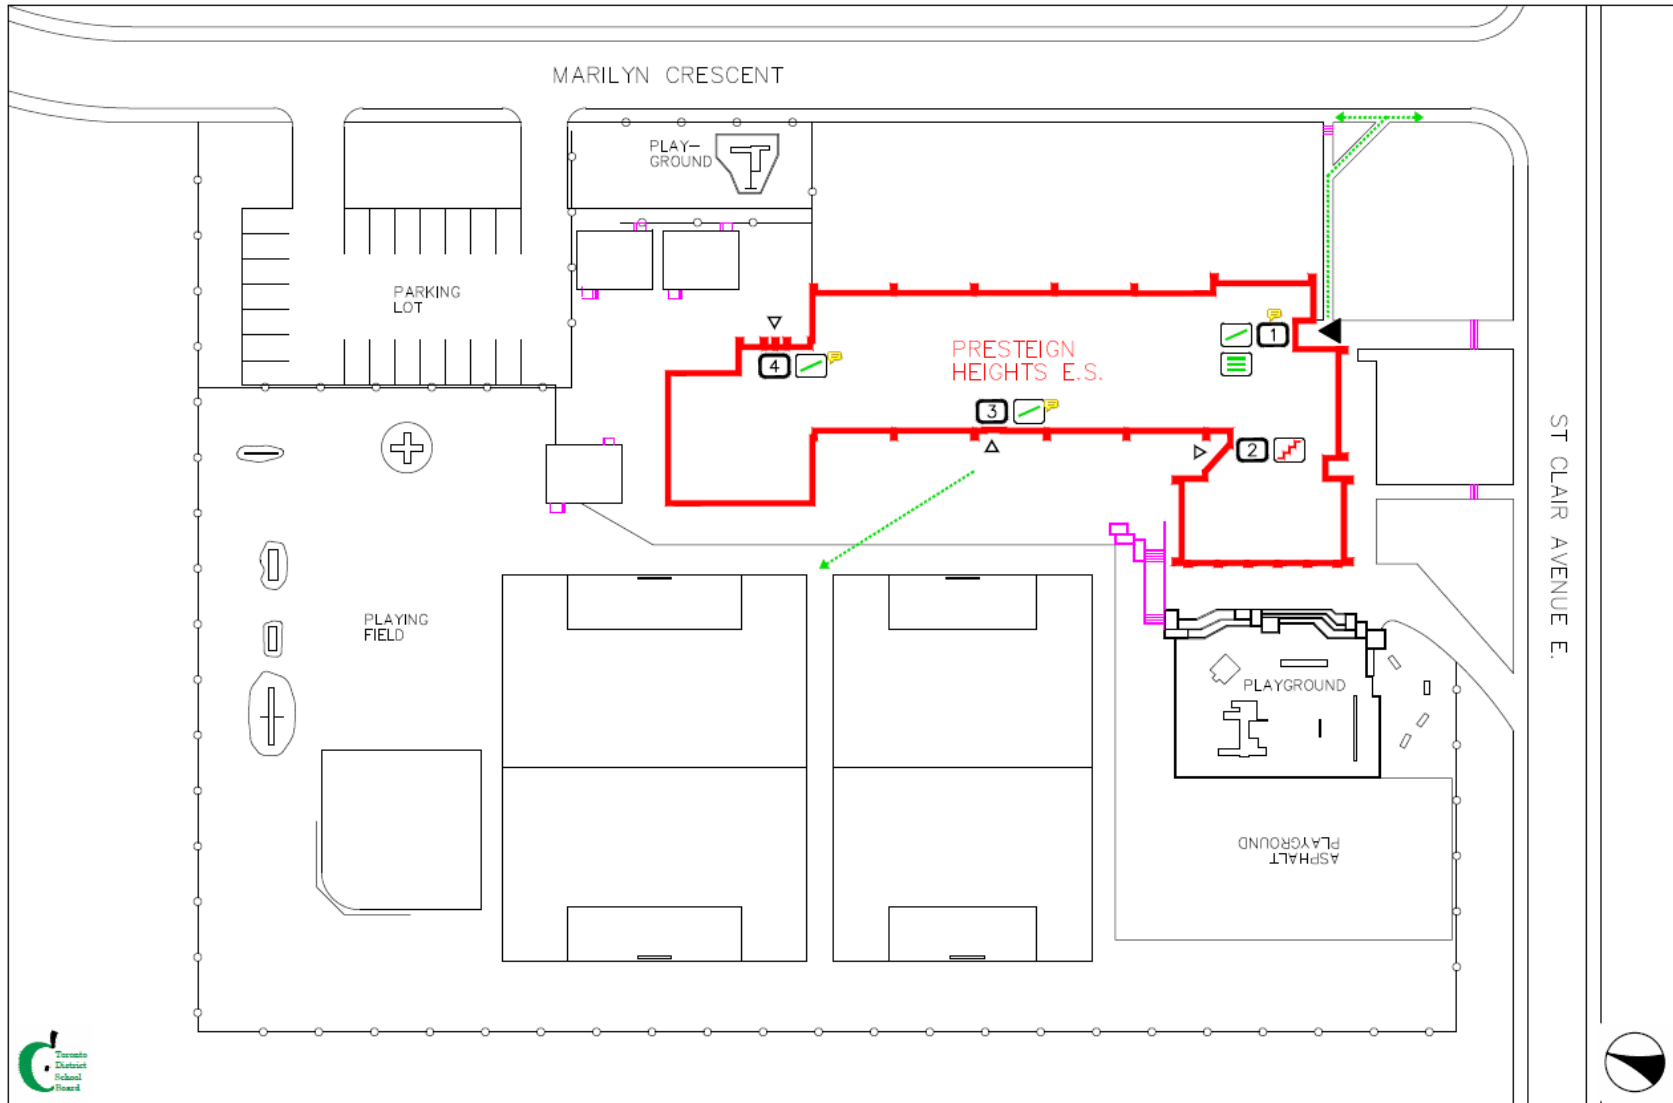 MARILYN CRESCENT
PLAY-
GROUND
PARKING
LOT
PRESTEIGN
HEIGHTS E.S.
1
2
3
4
ST CLAIR AVENUE E.
PLAYING
FIELD
PLAYGROUND
ASPHALT
PLAYGROUND
Toronto
District
School
Board